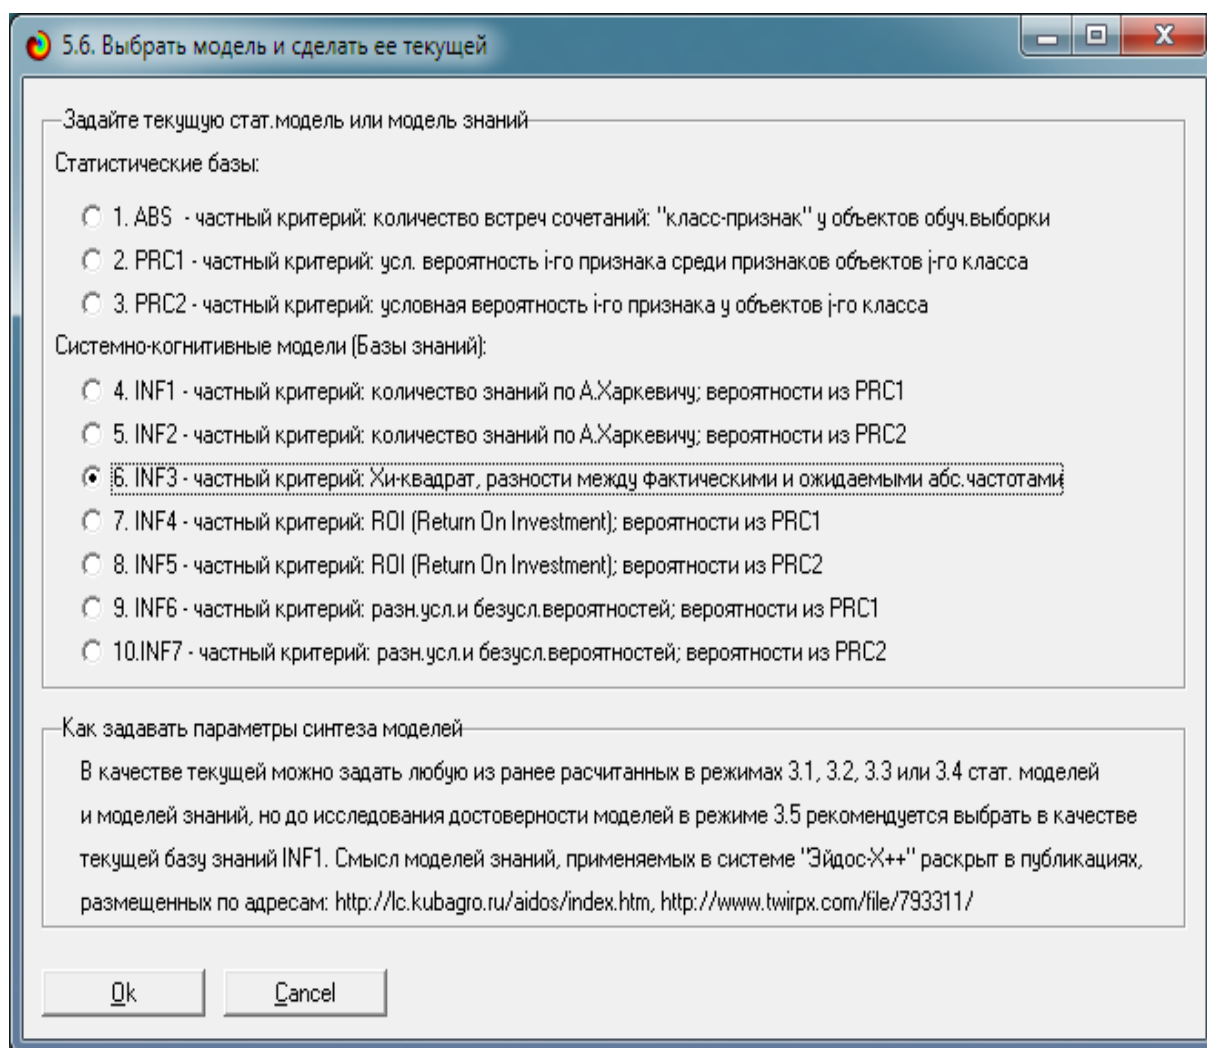 5.6. Выбрать модель и сделать ее текущей
Задайте текущую стат.модель или модель знаний
Статистические базы:
1. ABS - частный критерий: количество встреч сочетаний: "класс-признак" у объектов обуч.выборки
2. PRC1 - частный критерий: усл. вероятность i-го признака среди признаков объектов j-го класса
3. PRC2 - частный критерий: условная вероятность i-го признака у объектов j-го класса
Системно-когнитивные модели (Базы знаний):
4. INF1 - частный критерий: количество знаний по А.Харкевичу; вероятности из PRC1
5. INF2 - частный критерий: количество знаний по А.Харкевичу; вероятности из PRC2
6. INF3 - частный критерий: Хи-квадрат, разности между фактическими и ожидаемыми абс.частотами
7. INF4 - частный критерий: ROI (Return On Investment); вероятности из PRC1
8. INF5 - частный критерий: ROI (Return On Investment); вероятности из PRC2
9. INF6 - частный критерий: разн.усл.и безусл.вероятностей; вероятности из PRC1
10.INF7 - частный критерий: разн.усл.и безусл.вероятностей; вероятности из PRC2
Как задавать параметры синтеза моделей
В качестве текущей можно задать любую из ранее расчитанных в режимах 3.1, 3.2, 3.3 или 3.4 стат. моделей
и моделей знаний, но до исследования достоверности моделей в режиме 3.5 рекомендуется выбрать в качестве
текущей базу знаний INF1. Смысл моделей знаний, применяемых в системе "Эйдос-Х++" раскрыт в публикациях,
размещенных по адресам: http://lc.kubagro.ru/aidos/index.htm, http://www.twirpx.com/file/793311/
Ok Cancel